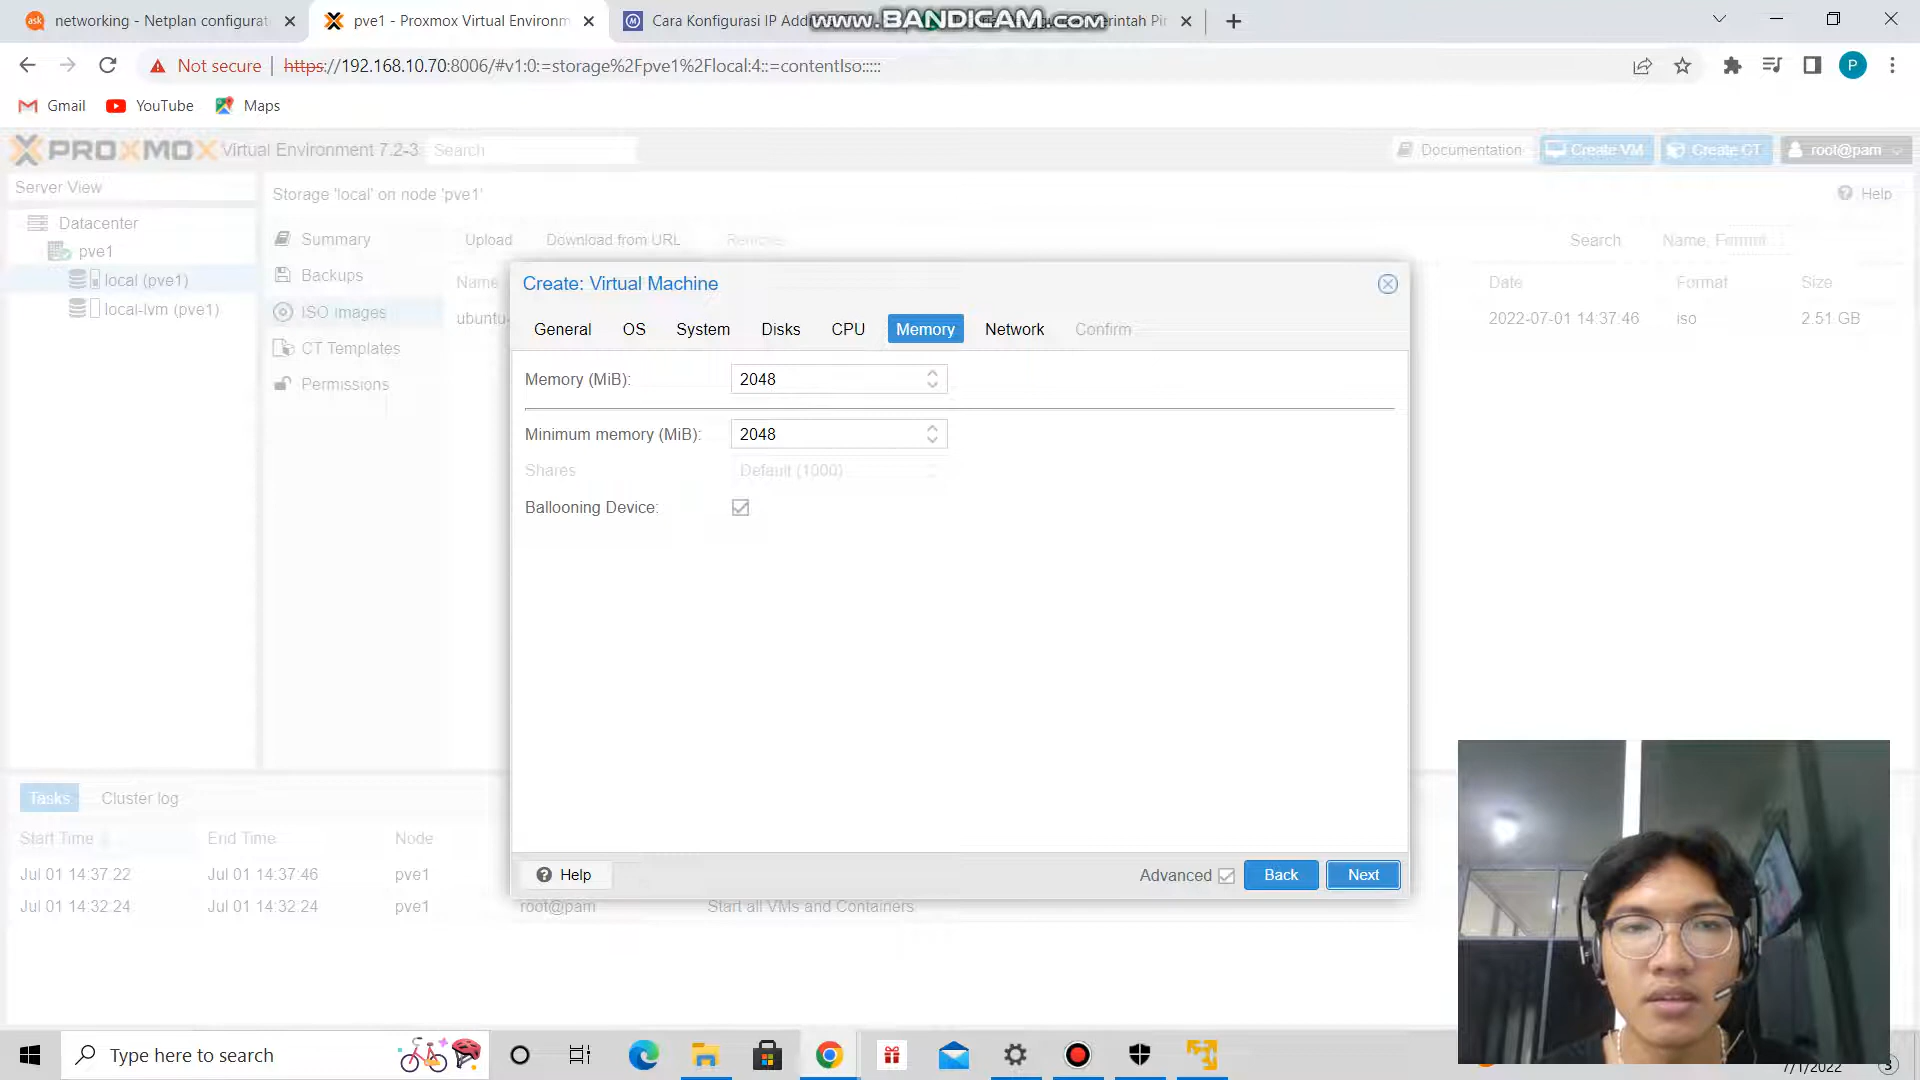 networking - Netplan configurat
pve1 - Proxmox Virtual Environm
Cara Konfigurasi IP Add
www.BANDICAM.com
erintah Pi
Not secure
https://192.168.10.70:8006/#v1:0:=storage%2Fpve1%2Flocal:4::=contentIso:::::
P
Gmail
YouTube
Maps
PROXMOX
Virtual Environment 7.2-3
Search
Documentation
Create VM
Create CT
root@pam
Server View
Storage 'local' on node 'pve1'
Help
Datacenter
pve1
local (pve1)
local-lvm (pve1)
Summary
Backups
ISO Images
CT Templates
Permissions
Upload
Download from URL
Remove
Search
Name, Format
Name
Date
Format
Size
ubuntu-
2022-07-01 14:37:46
iso
2.51 GB
Create: Virtual Machine
General
OS
System
Disks
CPU
Memory
Network
Confirm
Memory (MiB):
2048
Minimum memory (MiB):
2048
Shares
Default (1000)
Ballooning Device:
Help
Advanced
Back
Next
Tasks
Cluster log
Start Time
End Time
Node
Jul 01 14:37:22
Jul 01 14:37:46
pve1
Jul 01 14:32:24
Jul 01 14:32:24
pve1
root@pam
Start all VMs and Containers
Type here to search
7/1/2022
3